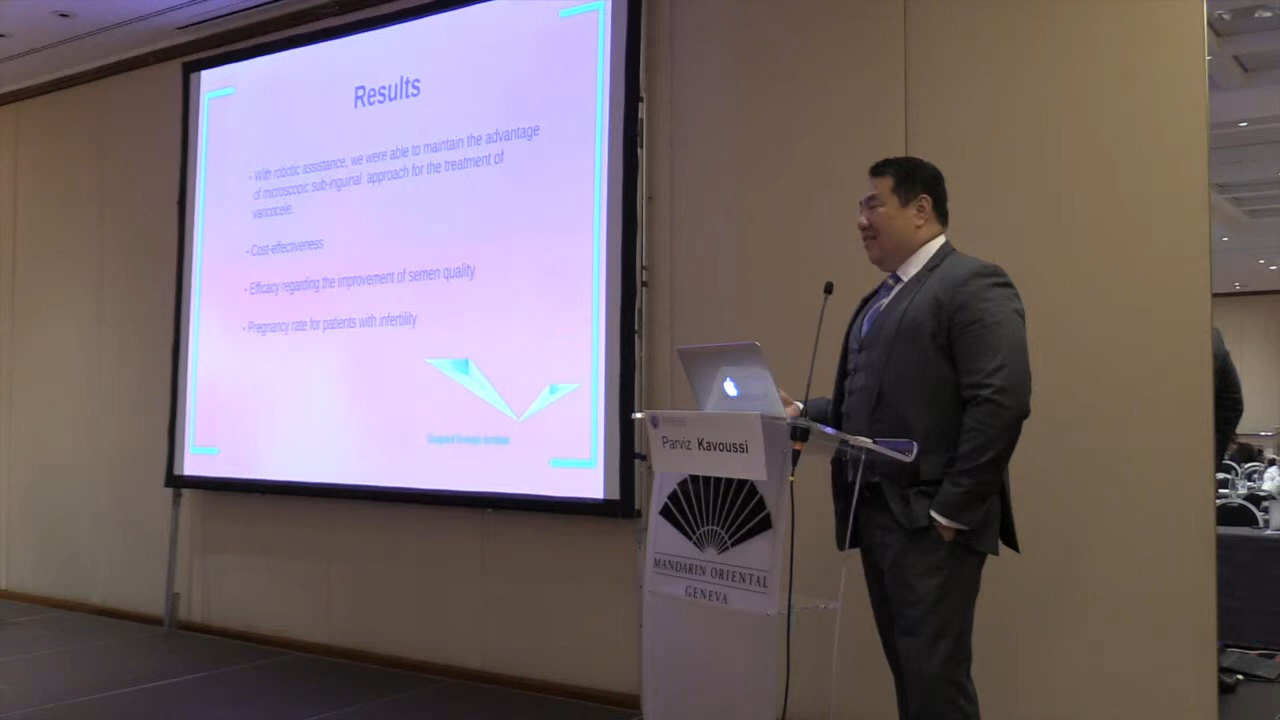 Results
- With robotic assistance, we were able to maintain the advantage
of microscopic sub-inguinal approach for the treatment of
varicocele.
- Cost-effectiveness
- Efficacy regarding the improvement of semen quality
- Pregnancy rate for patients with infertility
Parviz Kavoussi
MANDARIN ORIENTAL
GENEVA